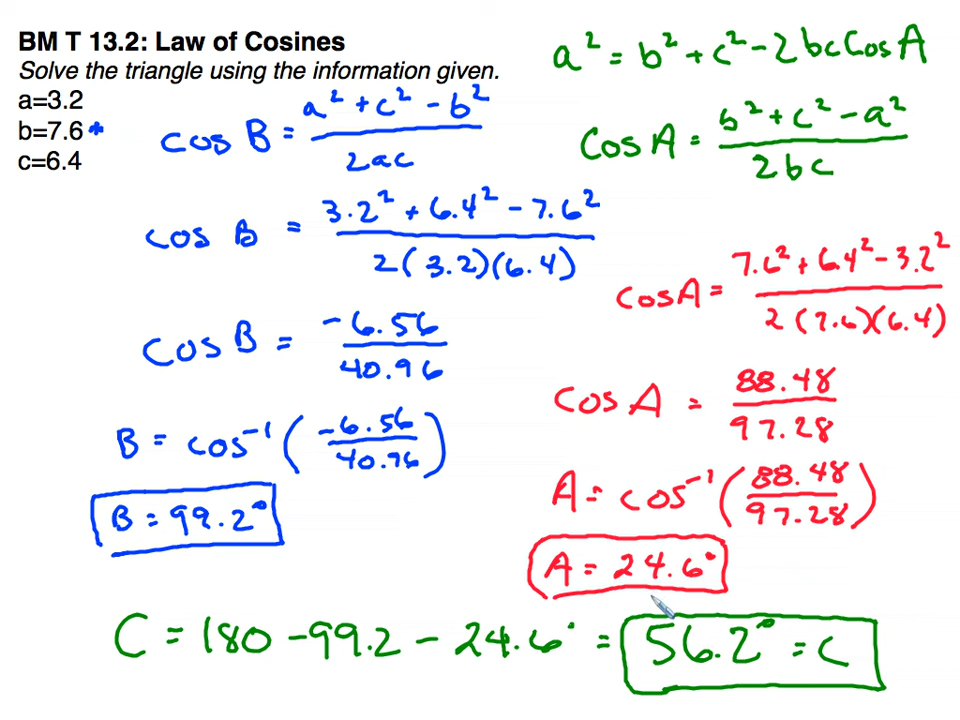 BM T 13.2: Law of Cosines
Solve the triangle using the information given.
a=3.2
b=7.6*
c=6.4
cos B = a² + c² - b² / 2ac
cos B = 3.2² + 6.4² - 7.6² / 2(3.2)(6.4)
cos B = -6.56 / 40.96
B = cos⁻¹ (-6.56 / 40.96)
B = 99.2°
a² = b² + c² - 2bc Cos A
Cos A = b² + c² - a² / 2bc
cos A = 7.6² + 6.4² - 3.2² / 2(7.6)(6.4)
cos A = 88.48 / 97.28
A = cos⁻¹ (88.48 / 97.28)
A = 24.6°
C = 180 - 99.2 - 24.6° = 56.2° = C